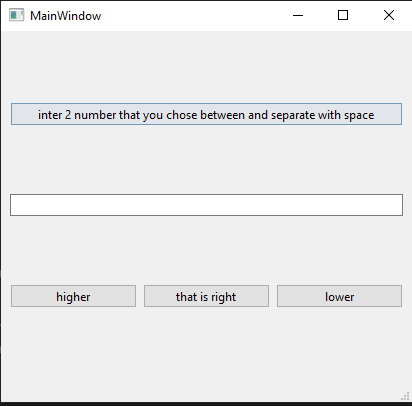 MainWindow
inter 2 number that you chose between and separate with space
higher
that is right
lower